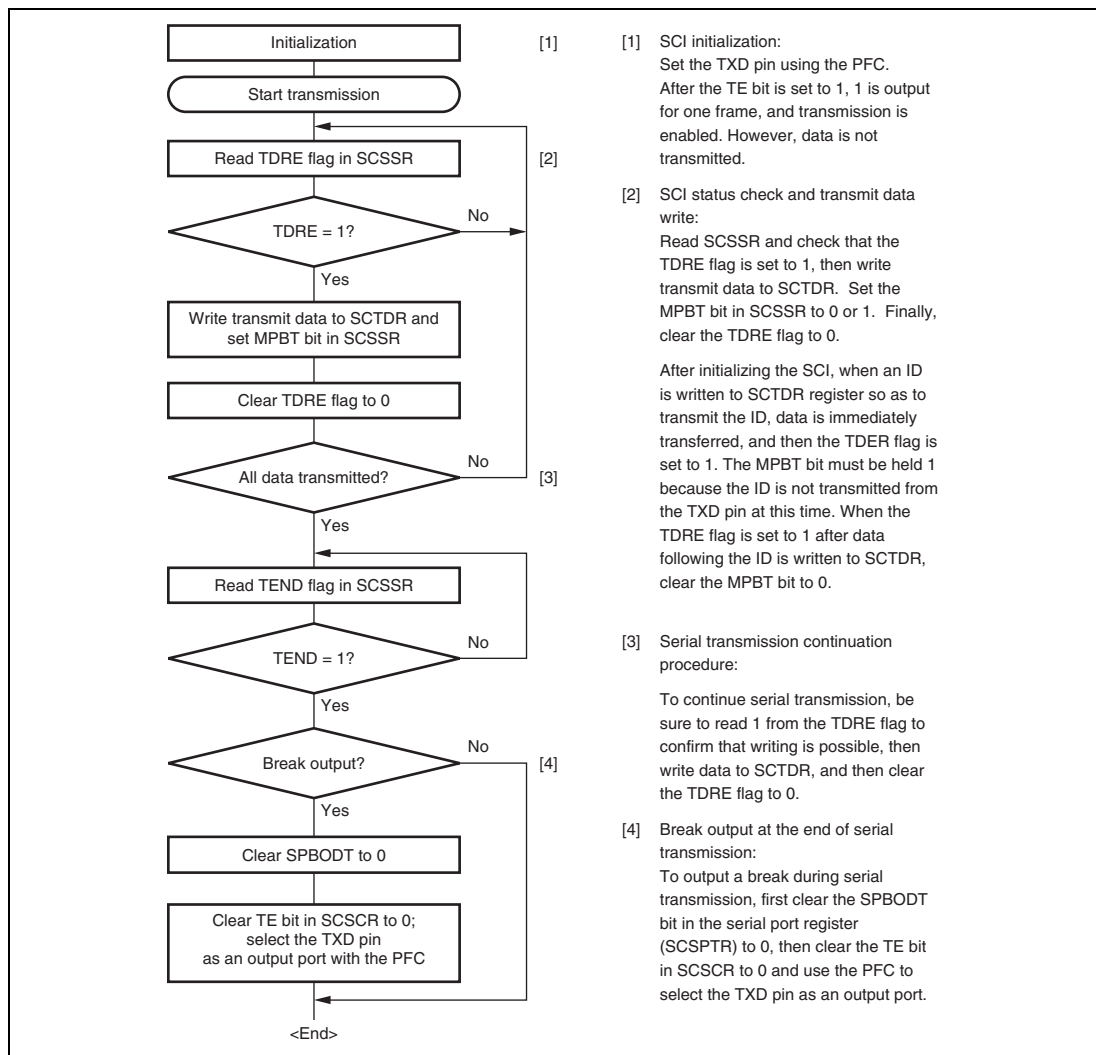 Initialization
[1]
Start transmission
Read TDRE flag in SCSSR
[2]
TDRE = 1?
No
Yes
Write transmit data to SCTDR and
set MPBT bit in SCSSR
Clear TDRE flag to 0
All data transmitted?
No
[3]
Yes
Read TEND flag in SCSSR
TEND = 1?
No
Yes
Break output?
No
[4]
Yes
Clear SPBODT to 0
Clear TE bit in SCSCR to 0;
select the TXD pin
as an output port with the PFC
<End>
[1] SCI initialization:
Set the TXD pin using the PFC.
After the TE bit is set to 1, 1 is output
for one frame, and transmission is
enabled. However, data is not
transmitted.
[2] SCI status check and transmit data
write:
Read SCSSR and check that the
TDRE flag is set to 1, then write
transmit data to SCTDR. Set the
MPBT bit in SCSSR to 0 or 1. Finally,
clear the TDRE flag to 0.
After initializing the SCI, when an ID
is written to SCTDR register so as to
transmit the ID, data is immediately
transferred, and then the TDER flag is
set to 1. The MPBT bit must be held 1
because the ID is not transmitted from
the TXD pin at this time. When the
TDRE flag is set to 1 after data
following the ID is written to SCTDR,
clear the MPBT bit to 0.
[3] Serial transmission continuation
procedure:
To continue serial transmission, be
sure to read 1 from the TDRE flag to
confirm that writing is possible, then
write data to SCTDR, and then clear
the TDRE flag to 0.
[4] Break output at the end of serial
transmission:
To output a break during serial
transmission, first clear the SPBODT
bit in the serial port register
(SCSPTR) to 0, then clear the TE bit
in SCSCR to 0 and use the PFC to
select the TXD pin as an output port.